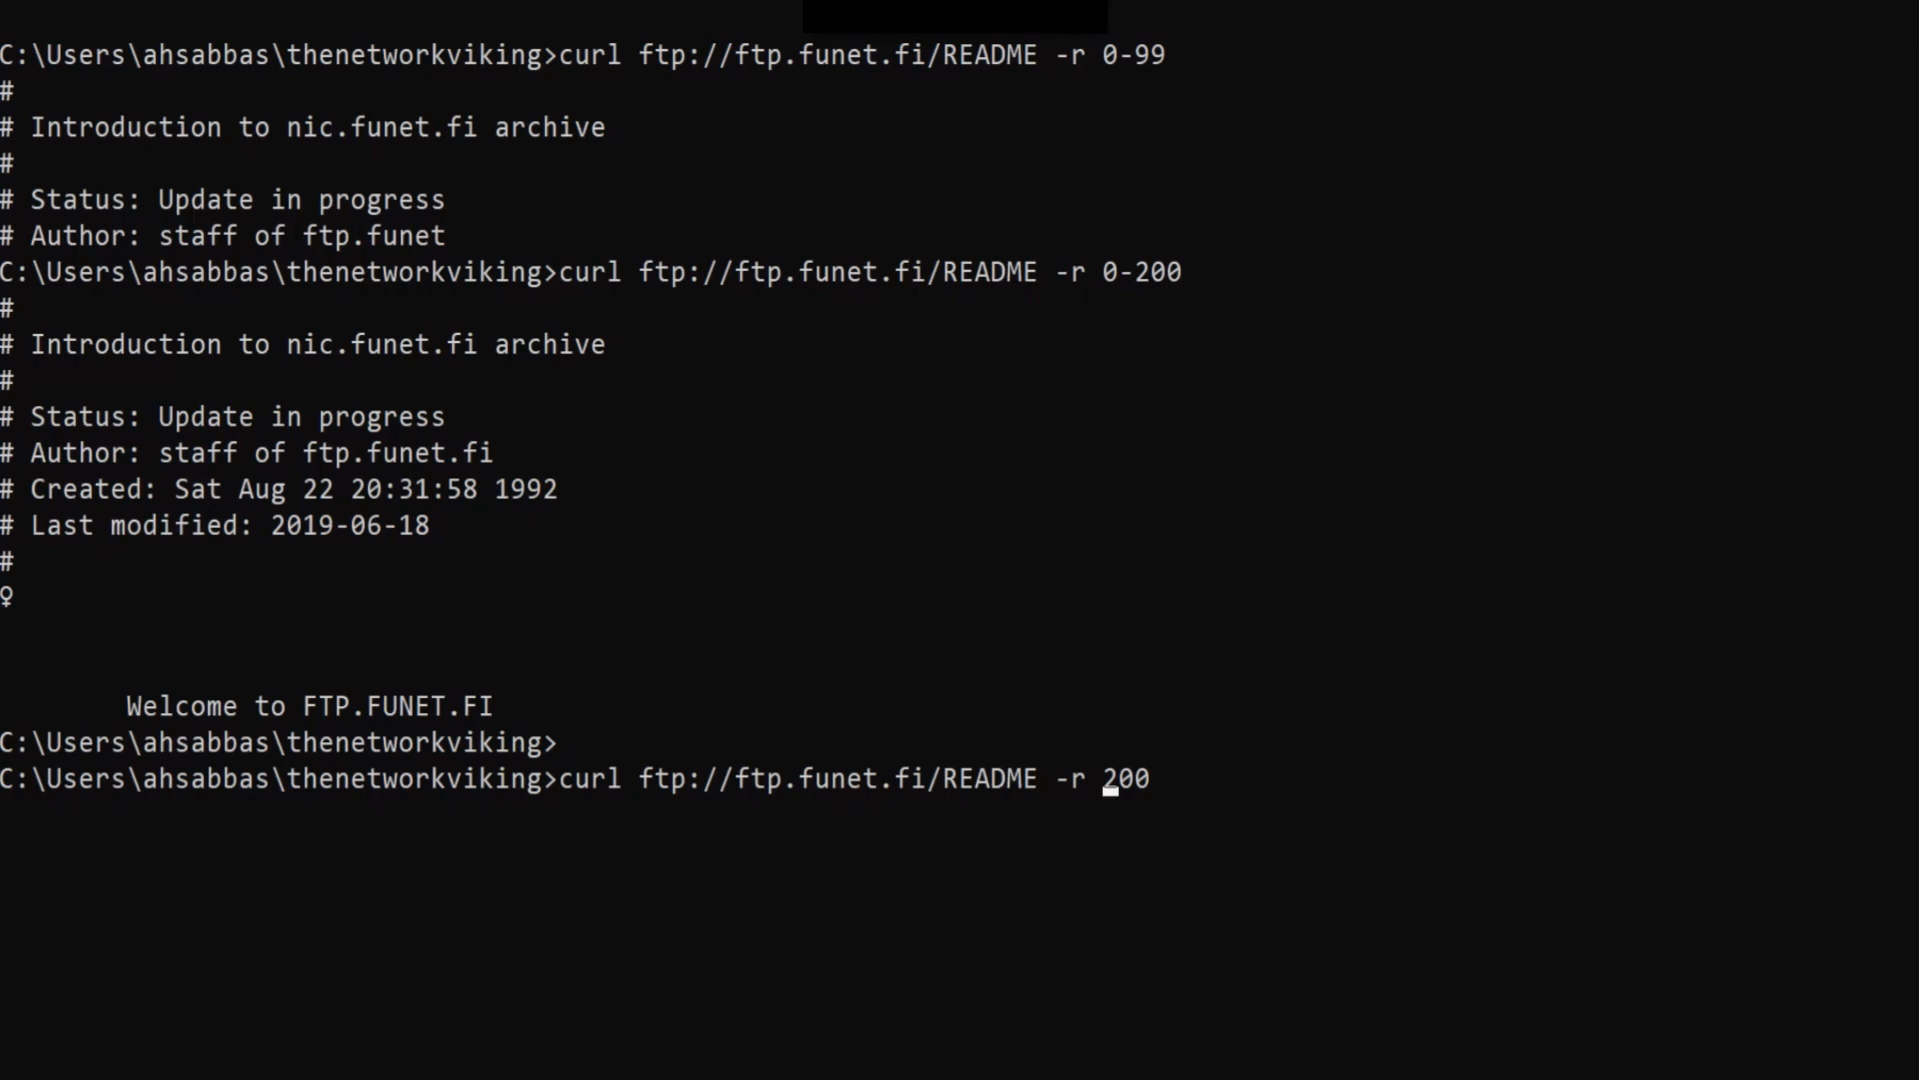 C:\Users\ahsabbas\thenetworkviking>curl ftp://ftp.funet.fi/README -r 0-99
#
# Introduction to nic.funet.fi archive
#
# Status: Update in progress
# Author: staff of ftp.funet
C:\Users\ahsabbas\thenetworkviking>curl ftp://ftp.funet.fi/README -r 0-200
#
# Introduction to nic.funet.fi archive
#
# Status: Update in progress
# Author: staff of ftp.funet.fi
# Created: Sat Aug 22 20:31:58 1992
# Last modified: 2019-06-18
#
♀
Welcome to FTP.FUNET.FI
C:\Users\ahsabbas\thenetworkviking>
C:\Users\ahsabbas\thenetworkviking>curl ftp://ftp.funet.fi/README -r 200